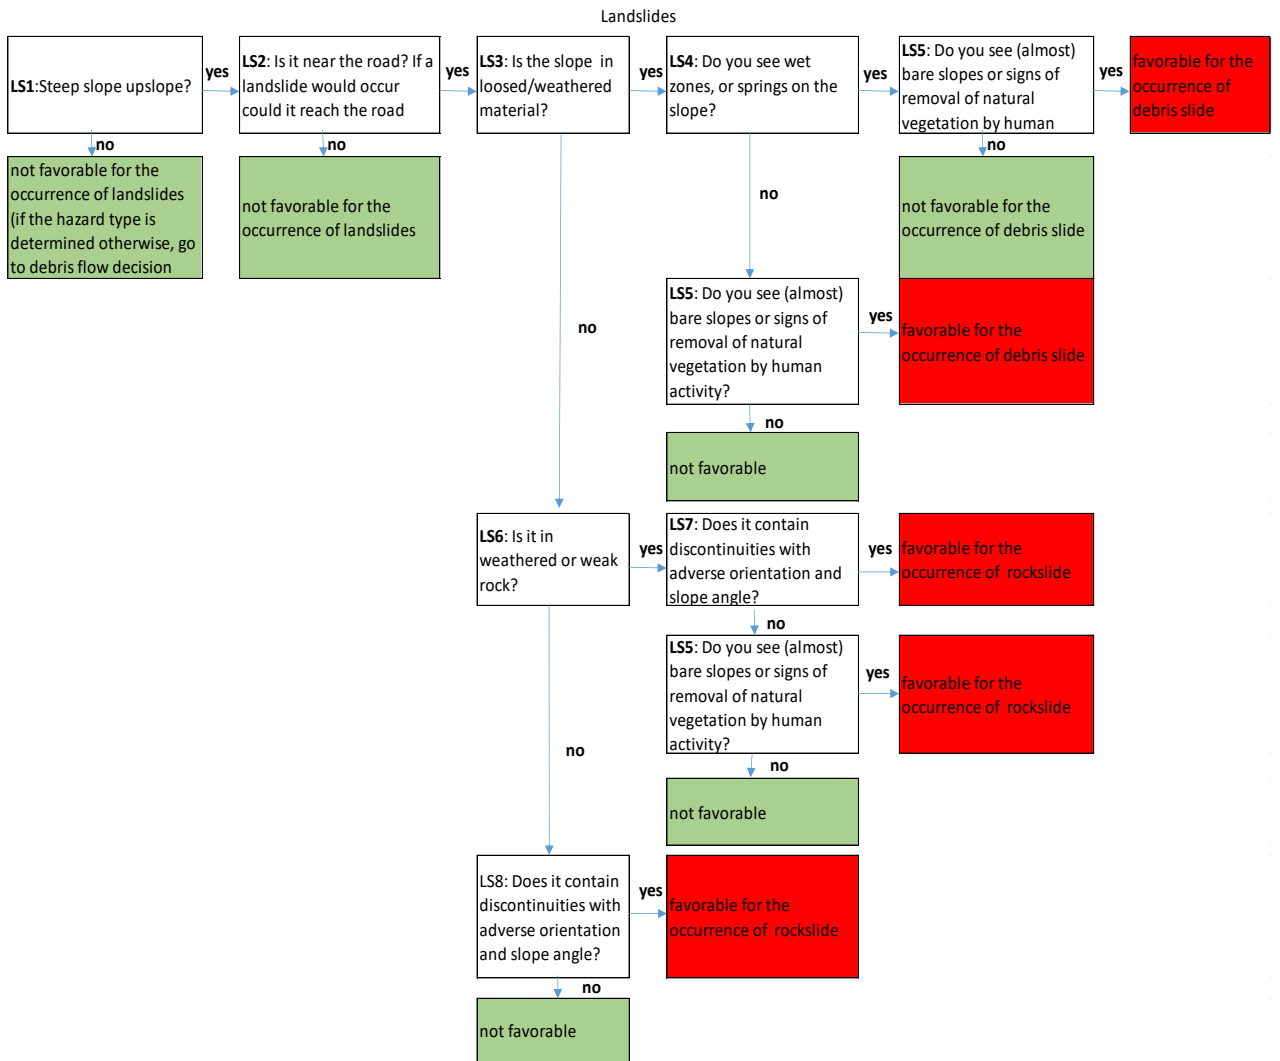 Landslides
LS1:Steep slope upslope?
yes
LS2: Is it near the road? If a
landslide would occur
could it reach the road
yes
LS3: Is the slope in
loosed/weathered
material?
yes
LS4: Do you see wet
zones, or springs on the
slope?
yes
LS5: Do you see (almost)
bare slopes or signs of
removal of natural
vegetation by human
yes
favorable for the
occurrence of
debris slide
no
not favorable for the
occurrence of landslides
(if the hazard type is
determined otherwise, go
to debris flow decision
no
not favorable for the
occurrence of landslides
no
no
no
not favorable for the
occurrence of debris slide
LS5: Do you see (almost)
bare slopes or signs of
removal of natural
vegetation by human
activity?
yes
favorable for the
occurrence of debris slide
no
not favorable
LS6: Is it in
weathered or weak
rock?
yes
LS7: Does it contain
discontinuities with
adverse orientation and
slope angle?
yes
favorable for the
occurrence of rockslide
no
no
LS5: Do you see (almost)
bare slopes or signs of
removal of natural
vegetation by human
activity?
yes
favorable for the
occurrence of rockslide
no
not favorable
LS8: Does it contain
discontinuities with
adverse orientation
and slope angle?
yes
favorable for the
occurrence of rockslide
no
not favorable